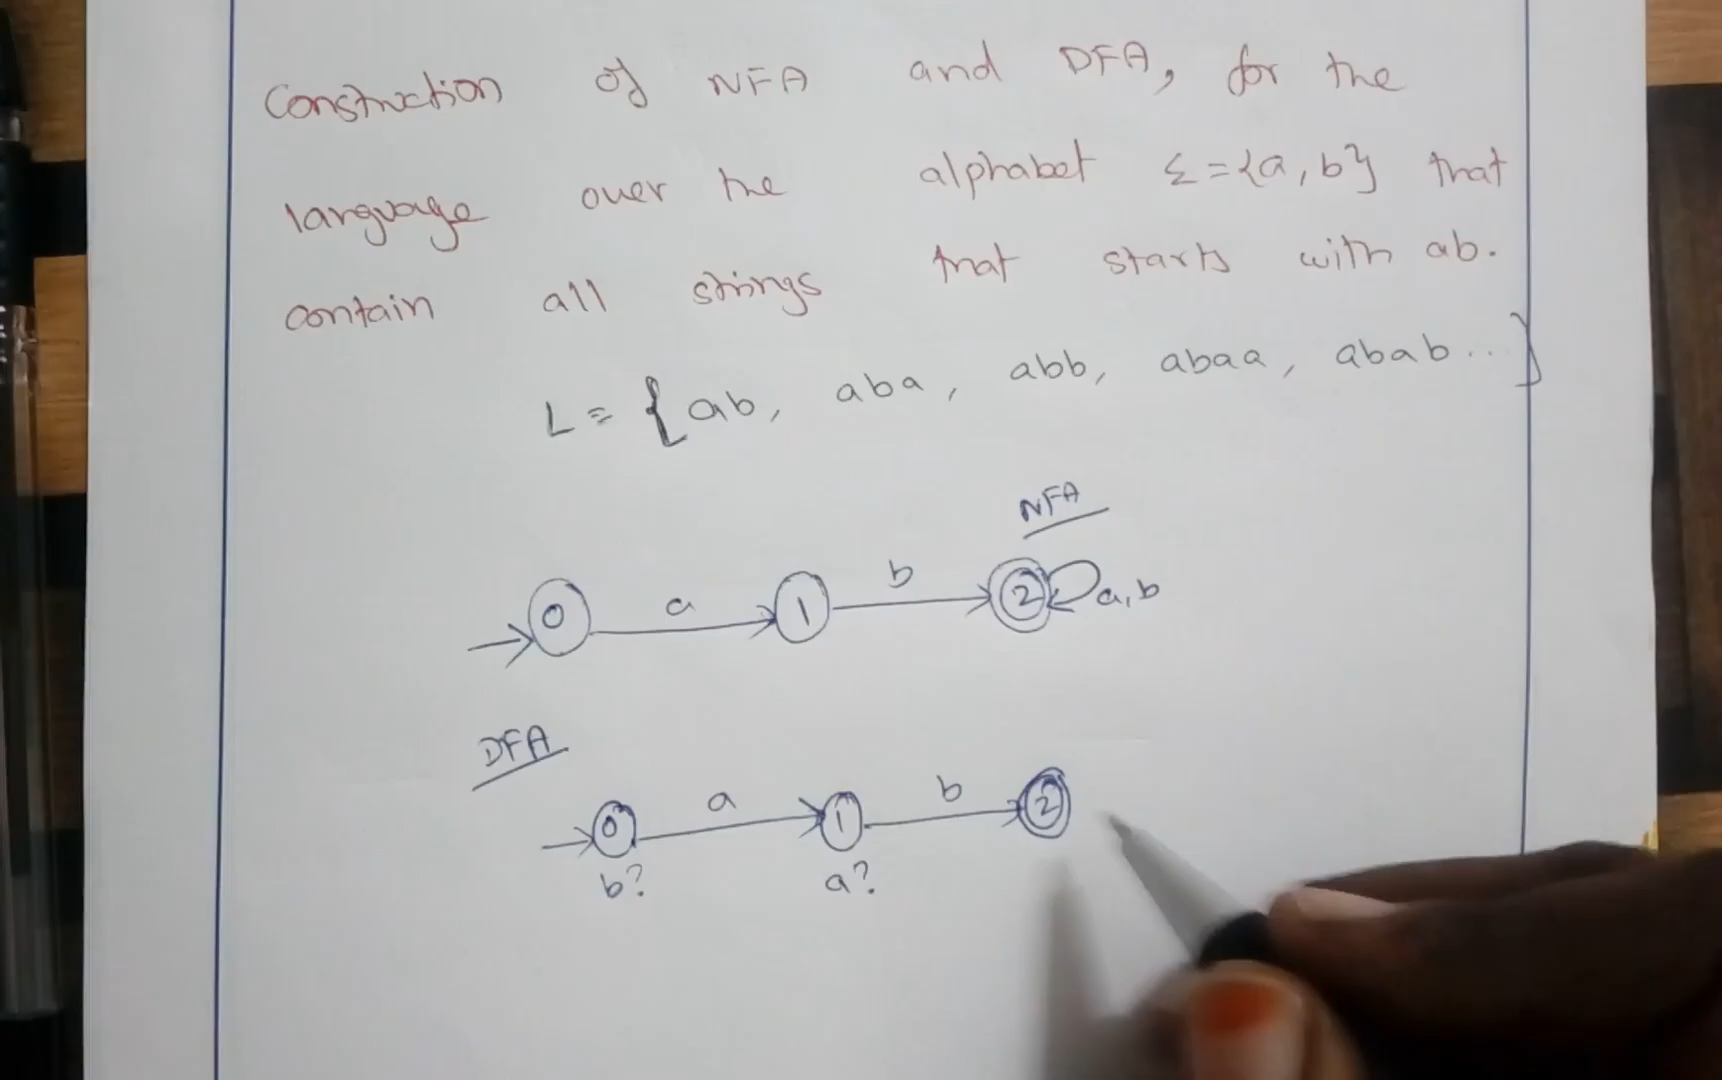 Construction of NFA and DFA, for the
language over the alphabet Σ={a,b} that
contain all strings that starts with ab.
L = {ab, aba, abb, abaa, abab..}
NFA
0 a 1 b 2 a,b
DFA
0 a 1 b 2
b? a?